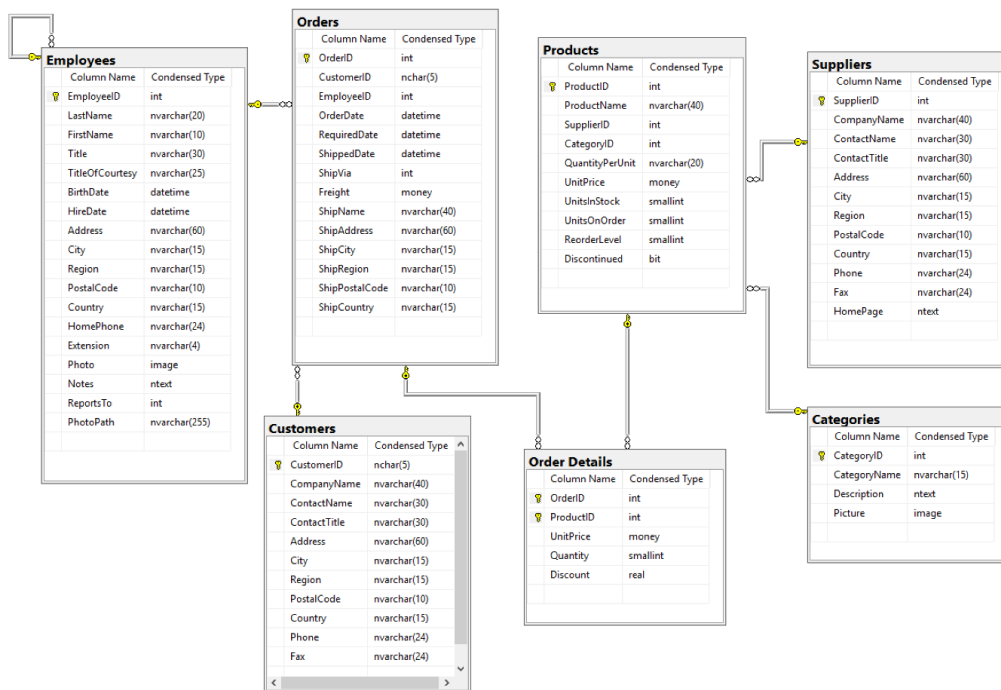 Orders
Column Name Condensed Type
OrderID int
CustomerID nchar(5)
EmployeeID int
OrderDate datetime
RequiredDate datetime
ShippedDate datetime
ShipVia int
Freight money
ShipName nvarchar(40)
ShipAddress nvarchar(60)
ShipCity nvarchar(15)
ShipRegion nvarchar(15)
ShipPostalCode nvarchar(10)
ShipCountry nvarchar(15)
Employees
Column Name Condensed Type
EmployeeID int
LastName nvarchar(20)
FirstName nvarchar(10)
Title nvarchar(30)
TitleOfCourtesy nvarchar(25)
BirthDate datetime
HireDate datetime
Address nvarchar(60)
City nvarchar(15)
Region nvarchar(15)
PostalCode nvarchar(10)
Country nvarchar(15)
HomePhone nvarchar(24)
Extension nvarchar(4)
Photo image
Notes ntext
ReportsTo int
PhotoPath nvarchar(255)
Products
Column Name Condensed Type
ProductID int
ProductName nvarchar(40)
SupplierID int
CategoryID int
QuantityPerUnit nvarchar(20)
UnitPrice money
UnitsInStock smallint
UnitsOnOrder smallint
ReorderLevel smallint
Discontinued bit
Suppliers
Column Name Condensed Type
SupplierID int
CompanyName nvarchar(40)
ContactName nvarchar(30)
ContactTitle nvarchar(30)
Address nvarchar(60)
City nvarchar(15)
Region nvarchar(15)
PostalCode nvarchar(10)
Country nvarchar(15)
Phone nvarchar(24)
Fax nvarchar(24)
HomePage ntext
Customers
Column Name Condensed Type
CustomerID nchar(5)
CompanyName nvarchar(40)
ContactName nvarchar(30)
ContactTitle nvarchar(30)
Address nvarchar(60)
City nvarchar(15)
Region nvarchar(15)
PostalCode nvarchar(10)
Country nvarchar(15)
Phone nvarchar(24)
Fax nvarchar(24)
Order Details
Column Name Condensed Type
OrderID int
ProductID int
UnitPrice money
Quantity smallint
Discount real
Categories
Column Name Condensed Type
CategoryID int
CategoryName nvarchar(15)
Description ntext
Picture image